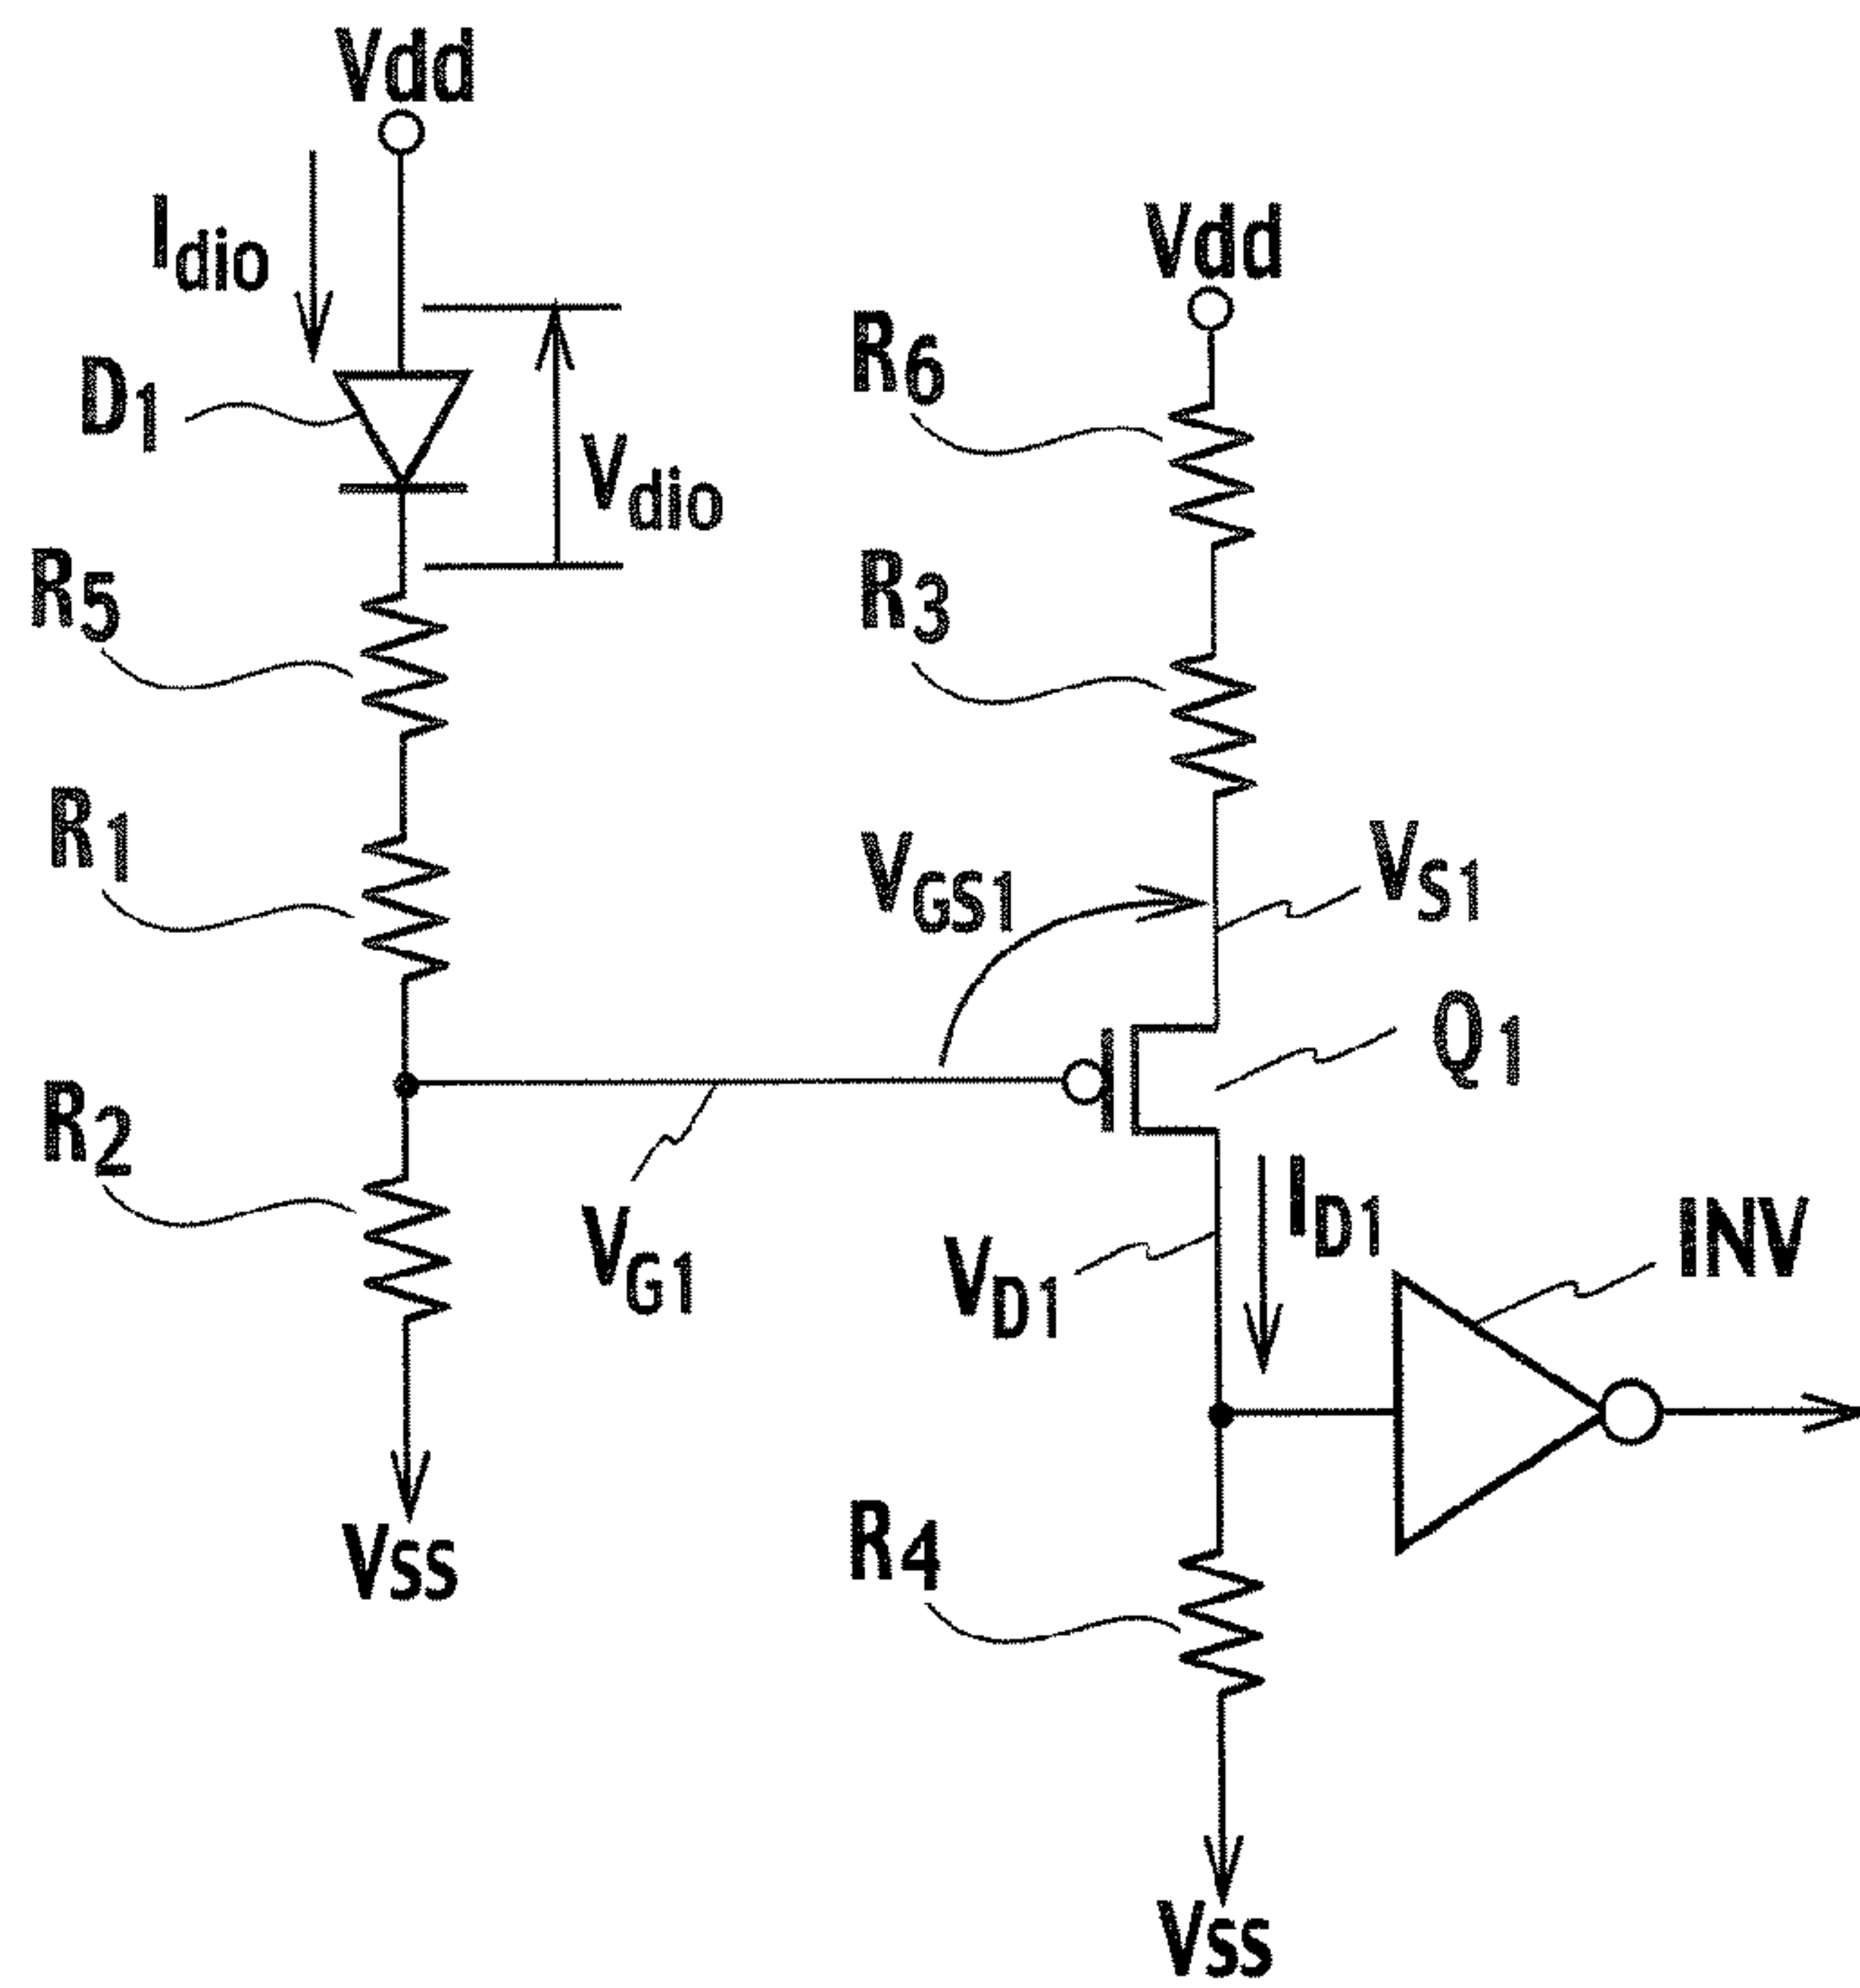 Vdd
Idio
D1
Vdio
R5
R1
R2
VG1
Vss
Vdd
R6
R3
VGS1
VS1
Q1
VD1
ID1
INV
R4
Vss